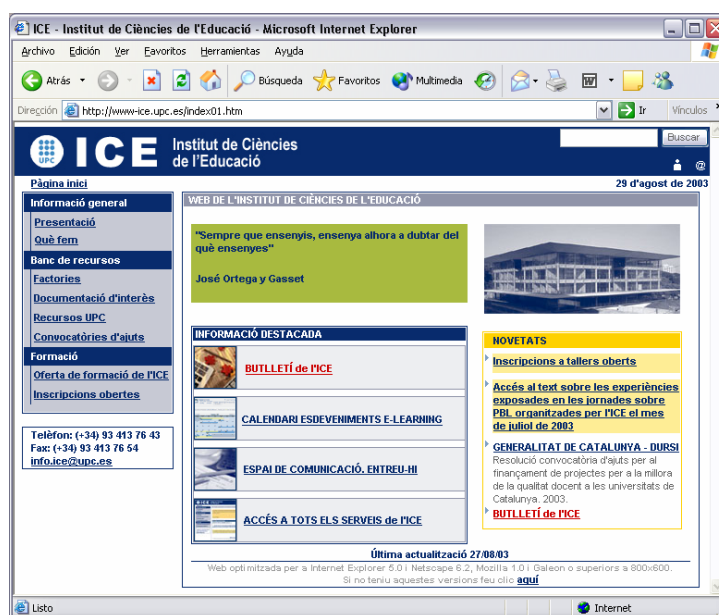 ICE - Institut de Ciències de l'Educació - Microsoft Internet Explorer
Archivo Edición Ver Favoritos Herramientas Ayuda
Atrás Búsqueda Favoritos Multimedia
Dirección http://www-ice.upc.es/index01.htm Ir Vínculos
UPC ICE Institut de Ciències
de l'Educació
Buscar
@
Pàgina inici 29 d'agost de 2003
Informació general
Presentació
Què fem
Banc de recursos
Factories
Documentació d'interès
Recursos UPC
Convocatòries d'ajuts
Formació
Oferta de formació de l'ICE
Inscripcions obertes
Telèfon: (+34) 93 413 76 43
Fax: (+34) 93 413 76 54
info.ice@upc.es
WEB DE L'INSTITUT DE CIÈNCIES DE L'EDUCACIÓ
"Sempre que ensenyis, ensenya alhora a dubtar del
què ensenyes"
José Ortega y Gasset
INFORMACIÓ DESTACADA
BUTLLETÍ de l'ICE
CALENDARI ESDEVENIMENTS E-LEARNING
ESPAI DE COMUNICACIÓ. ENTREU-HI
ACCÉS A TOTS ELS SERVEIS de l'ICE
NOVETATS
Inscripcions a tallers oberts
Accés al text sobre les experiències
exposades en les jornades sobre
PBL organitzades per l'ICE el mes
de juliol de 2003
GENERALITAT DE CATALUNYA - DURSI
Resolució convocatòria d'ajuts per al
finançament de projectes per a la millora
de la qualitat docent a les universitats de
Catalunya. 2003.
BUTLLETÍ de l'ICE
Última actualització 27/08/03
Web optimitzada per a Internet Explorer 5.0 i Netscape 6.2, Mozilla 1.0 i Galeon o superiors a 800x600.
Si no teniu aquestes versions feu clic aquí
Listo Internet